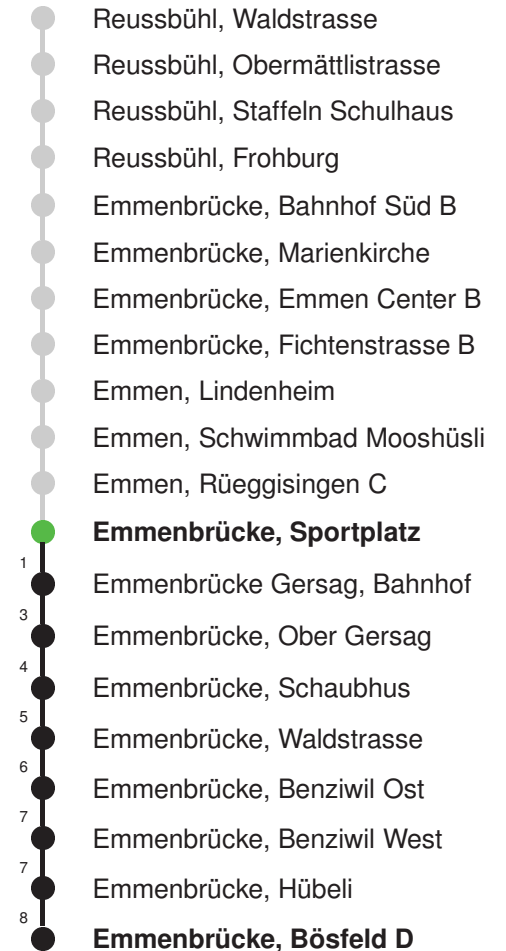 Reussbühl, Waldstrasse
Reussbühl, Obermättlistrasse
Reussbühl, Staffeln Schulhaus
Reussbühl, Frohburg
Emmenbrücke, Bahnhof Süd B
Emmenbrücke, Marienkirche
Emmenbrücke, Emmen Center B
Emmenbrücke, Fichtenstrasse B
Emmen, Lindenheim
Emmen, Schwimmbad Mooshüsli
Emmen, Rüeggisingen C
Emmenbrücke, Sportplatz
1 Emmenbrücke Gersag, Bahnhof
3 Emmenbrücke, Ober Gersag
4 Emmenbrücke, Schaubhus
5 Emmenbrücke, Waldstrasse
6 Emmenbrücke, Benziwil Ost
7 Emmenbrücke, Benziwil West
7 Emmenbrücke, Hübeli
8 Emmenbrücke, Bösfeld D